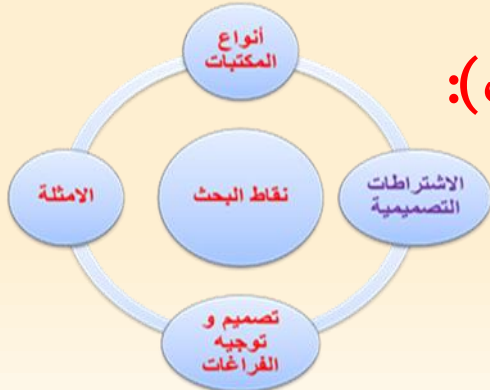 أنواع
المكتبات
:(
الاشتراطات
التصميمية
نقاط البحث
الامثلة
تصميم و
توجيه
الفراغات